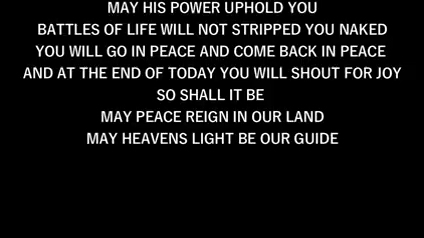 MAY HIS POWER UPHOLD YOU
BATTLES OF LIFE WILL NOT STRIPPED YOU NAKED
YOU WILL GO IN PEACE AND COME BACK IN PEACE
AND AT THE END OF TODAY YOU WILL SHOUT FOR JOY
SO SHALL IT BE
MAY PEACE REIGN IN OUR LAND
MAY HEAVENS LIGHT BE OUR GUIDE